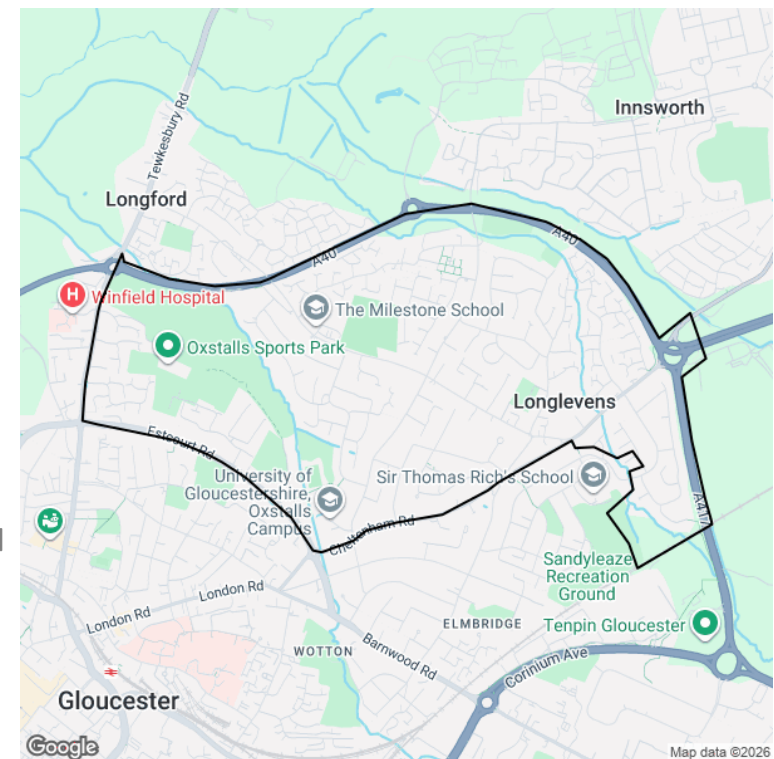 Innsworth
Tewkesbury Rd
Longford
A40
A40
H
Winfield Hospital
The Milestone School
Oxstalls Sports Park
Longlevens
Estcourt Rd
University of
Gloucestershire,
Oxstalls
Campus
Sir Thomas Rich's School
A417
Cheltenham Rd
Sandyleaze
Recreation
Ground
London Rd
London Rd
ELMBRIDGE
Tenpin Gloucester
WOTTON
Barnwood Rd
Corinium Ave
Gloucester
Google
Map data ©2026